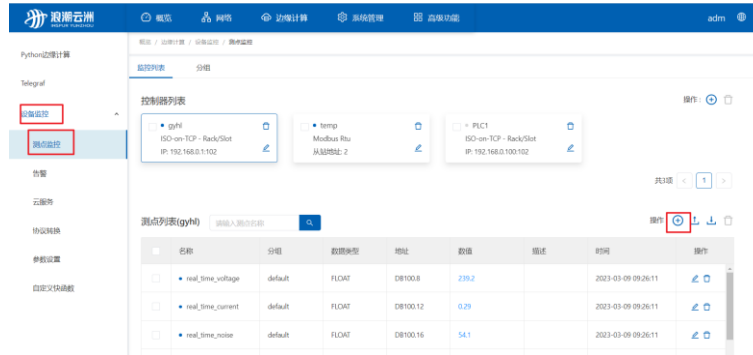 浪潮云洲
INSPUR YUNZHOU
概览 网络 边缘计算 系统管理 高级功能 adm
概览 / 边缘计算 / 设备监控 / 测点监控
Python边缘计算
Telegraf
设备监控
测点监控
告警
云服务
协议转换
参数设置
自定义快函数
监控列表 分组
控制器列表 操作:
gyhl
ISO-on-TCP - Rack/Slot
IP: 192.168.0.1:102
temp
Modbus Rtu
从站地址: 2
PLC1
ISO-on-TCP - Rack/Slot
IP: 192.168.0.100:102
共3项 < 1 >
测点列表(gyhl) 请输入测点名称 操作
名称 分组 数据类型 地址 数值 描述 时间 操作
real_time_voltage default FLOAT DB100.8 239.2 2023-03-09 09:26:11
real_time_current default FLOAT DB100.12 0.29 2023-03-09 09:26:11
real_time_noise default FLOAT DB100.16 54.1 2023-03-09 09:26:11